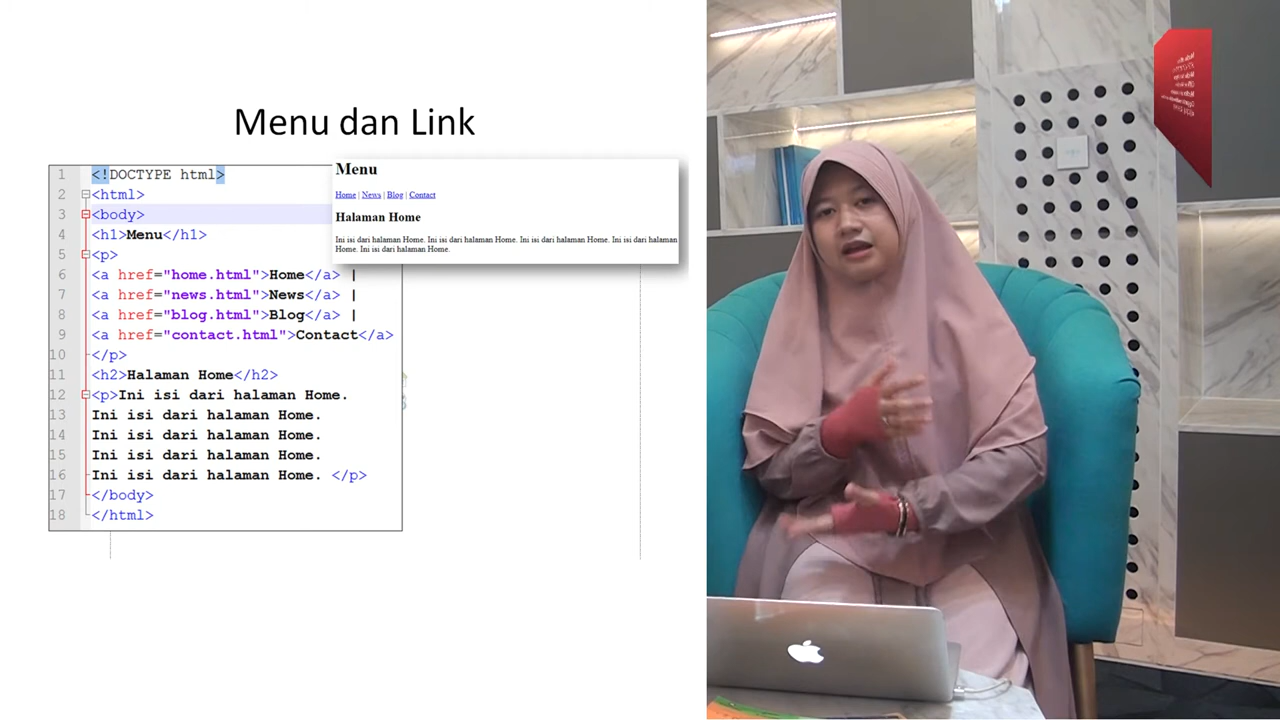 Menu dan Link
1 <!DOCTYPE html>
2 <html>
3 <body>
4 <h1>Menu</h1>
5 <p>
6 <a href="home.html">Home</a> |
7 <a href="news.html">News</a> |
8 <a href="blog.html">Blog</a> |
9 <a href="contact.html">Contact</a>
10 </p>
11 <h2>Halaman Home</h2>
12 <p>Ini isi dari halaman Home.
13 Ini isi dari halaman Home.
14 Ini isi dari halaman Home.
15 Ini isi dari halaman Home.
16 Ini isi dari halaman Home. </p>
17 </body>
18 </html>
Menu
Home | News | Blog | Contact
Halaman Home
Ini isi dari halaman Home. Ini isi dari halaman Home. Ini isi dari halaman Home. Ini isi dari halaman
Home. Ini isi dari halaman Home.